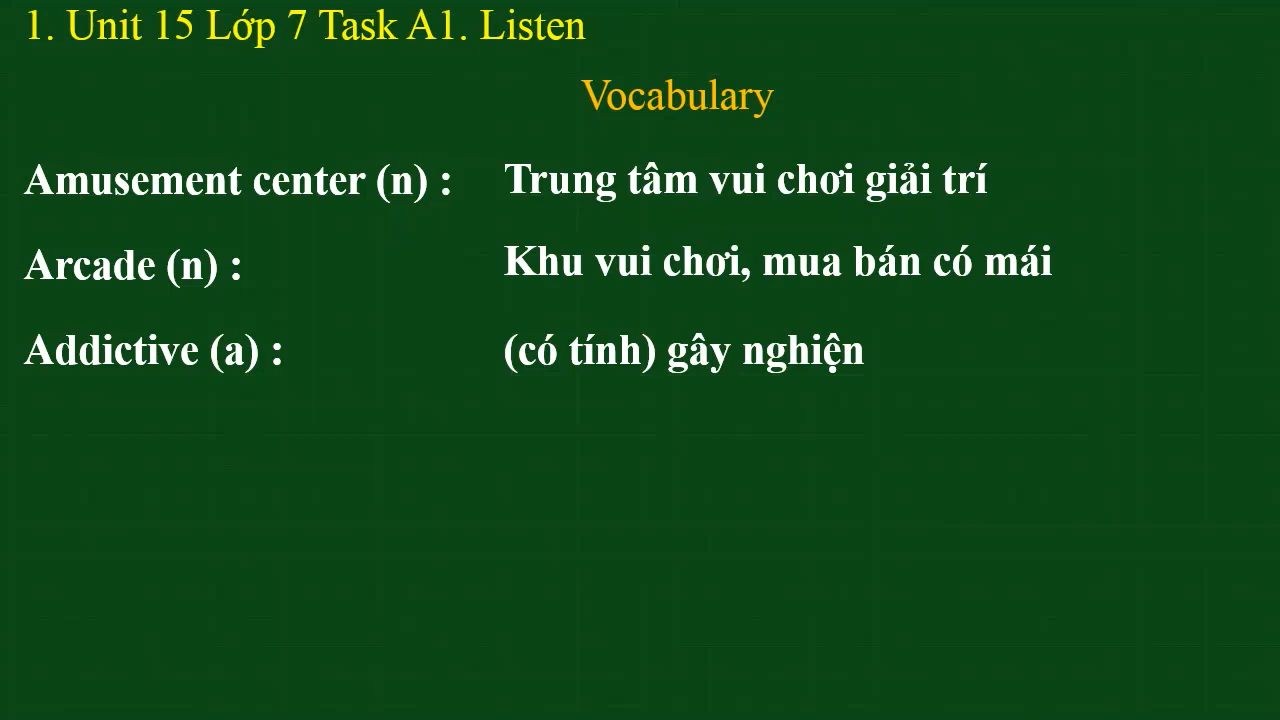 1. Unit 15 Lớp 7 Task A1. Listen
Vocabulary
Amusement center (n) : Trung tâm vui chơi giải trí
Arcade (n) : Khu vui chơi, mua bán có mái
Addictive (a) : (có tính) gây nghiện